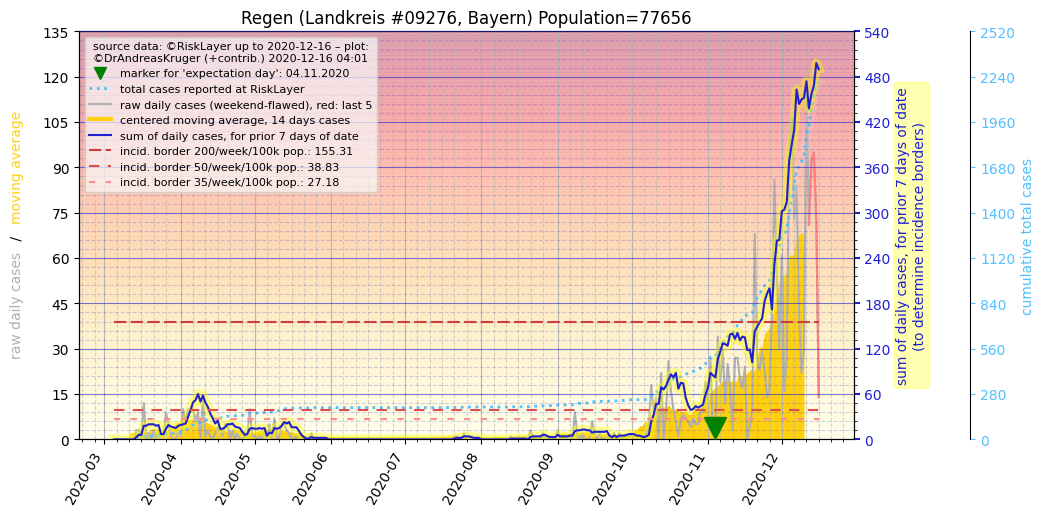 Regen (Landkreis #09276, Bayern) Population=77656
source data: ©RiskLayer up to 2020-12-16 – plot:
©DrAndreasKruger (+contrib.) 2020-12-16 04:01
marker for 'expectation day': 04.11.2020
total cases reported at RiskLayer
raw daily cases (weekend-flawed), red: last 5
centered moving average, 14 days cases
sum of daily cases, for prior 7 days of date
incid. border 200/week/100k pop.: 155.31
incid. border 50/week/100k pop.: 38.83
incid. border 35/week/100k pop.: 27.18
raw daily cases / moving average
135
120
105
90
75
60
45
30
15
0
2020-03
2020-04
2020-05
2020-06
2020-07
2020-08
2020-09
2020-10
2020-11
2020-12
540
480
420
360
300
240
180
120
60
0
sum of daily cases, for prior 7 days of date
(to determine incidence borders)
2520
2240
1960
1680
1400
1120
840
560
280
0
cumulative total cases